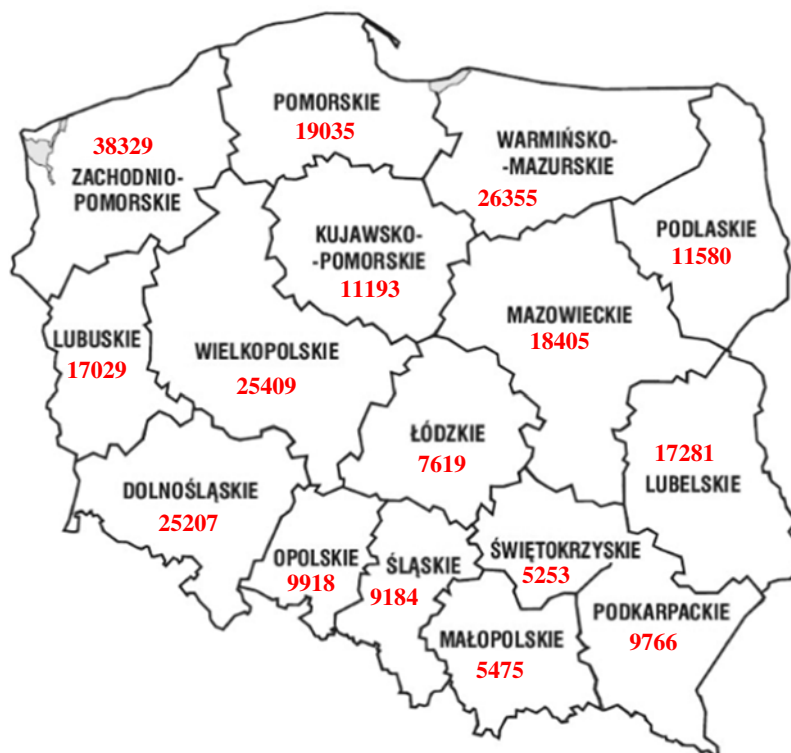 POMORSKIE
19035
38329
ZACHODNIO-
POMORSKIE
WARMIŃSKO-
-MAZURSKIE
26355
PODLASKIE
11580
KUJAWSKO-
-POMORSKIE
11193
MAZOWIECKIE
18405
LUBUSKIE
17029
WIELKOPOLSKIE
25409
ŁÓDZKIE
7619
17281
LUBELSKIE
DOLNOŚLĄSKIE
25207
OPOLSKIE
9918
ŚLĄSKIE
9184
ŚWIĘTOKRZYSKIE
5253
MAŁOPOLSKIE
5475
PODKARPACKIE
9766